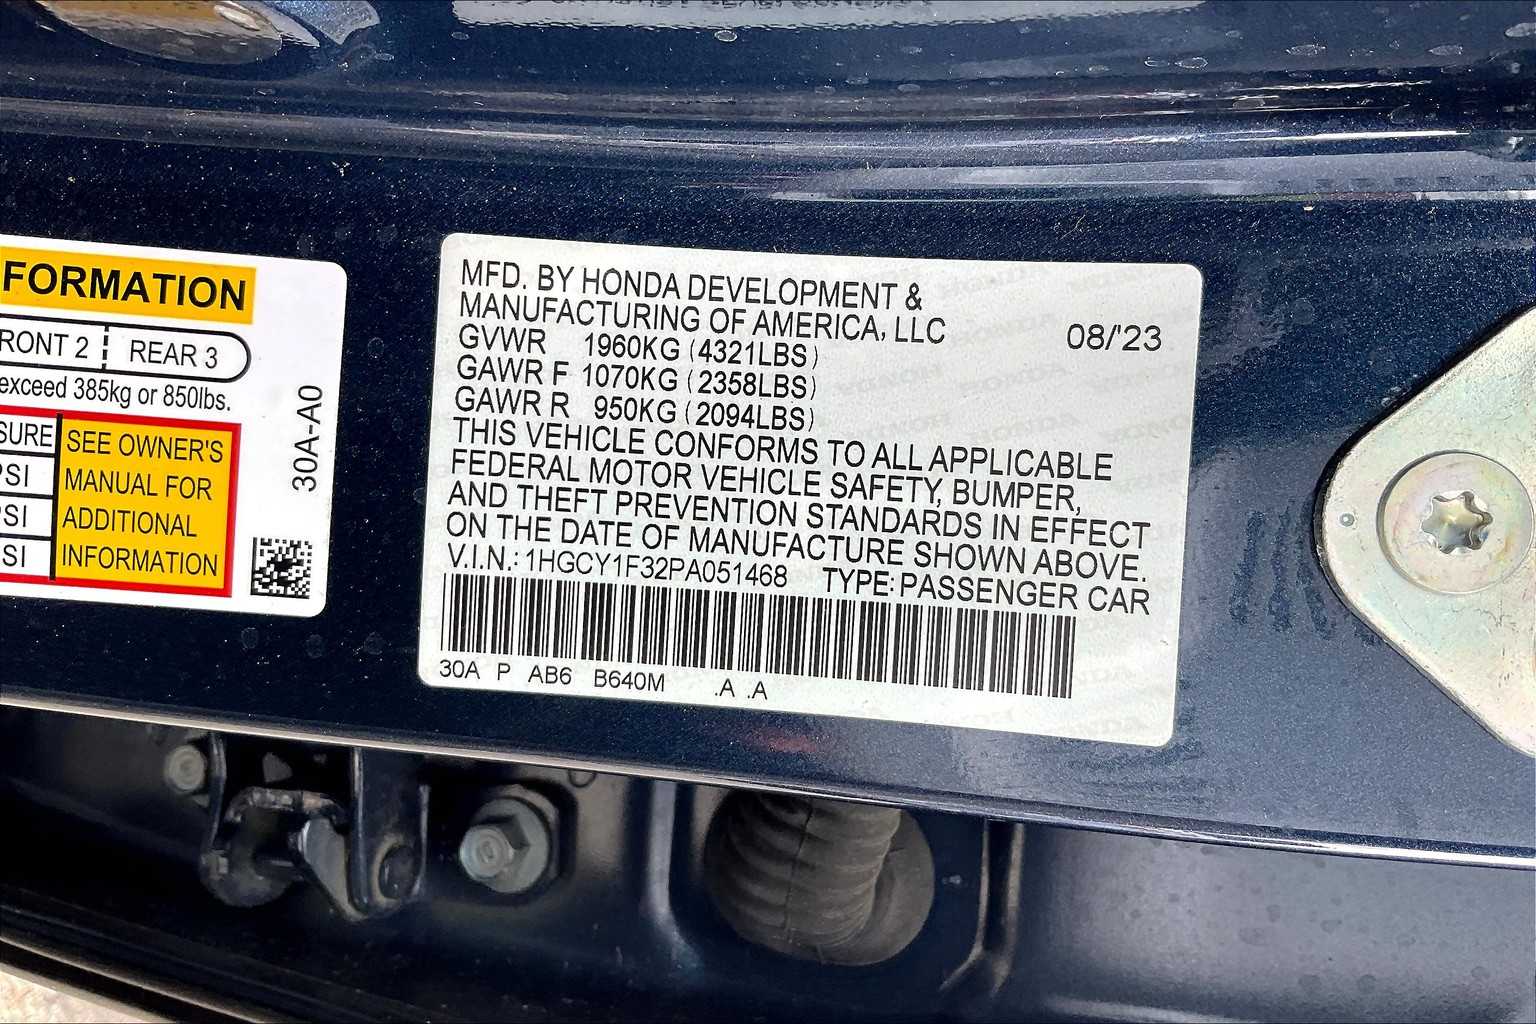 FORMATION
RONT 2 REAR 3
exceed 385kg or 850lbs.
SURE
PSI
PSI
SI
SEE OWNER'S
MANUAL FOR
ADDITIONAL
INFORMATION
30A-A0
MFD. BY HONDA DEVELOPMENT &
MANUFACTURING OF AMERICA, LLC
08/'23
GVWR 1960KG (4321LBS)
GAWR F 1070KG (2358LBS)
GAWR R 950KG (2094LBS)
THIS VEHICLE CONFORMS TO ALL APPLICABLE
FEDERAL MOTOR VEHICLE SAFETY, BUMPER,
AND THEFT PREVENTION STANDARDS IN EFFECT
ON THE DATE OF MANUFACTURE SHOWN ABOVE.
V.I.N.: 1HGCY1F32PA051468 TYPE: PASSENGER CAR
30A P AB6 B640M .A .A